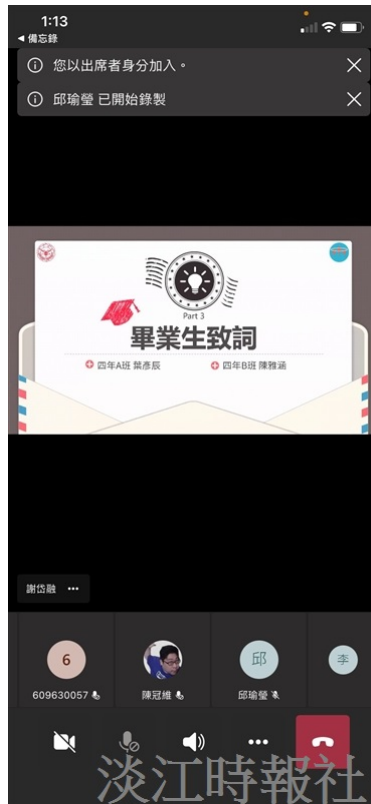 1:13
◀ 備忘錄
您以出席者身分加入。
邱瑜瑩 已開始錄製
Part 3
畢業生致詞
四年A班 葉彥辰
四年B班 陳雅涵
謝岱融 •••
6
邱
李
609630057
陳冠維
邱瑜瑩
淡江時報社